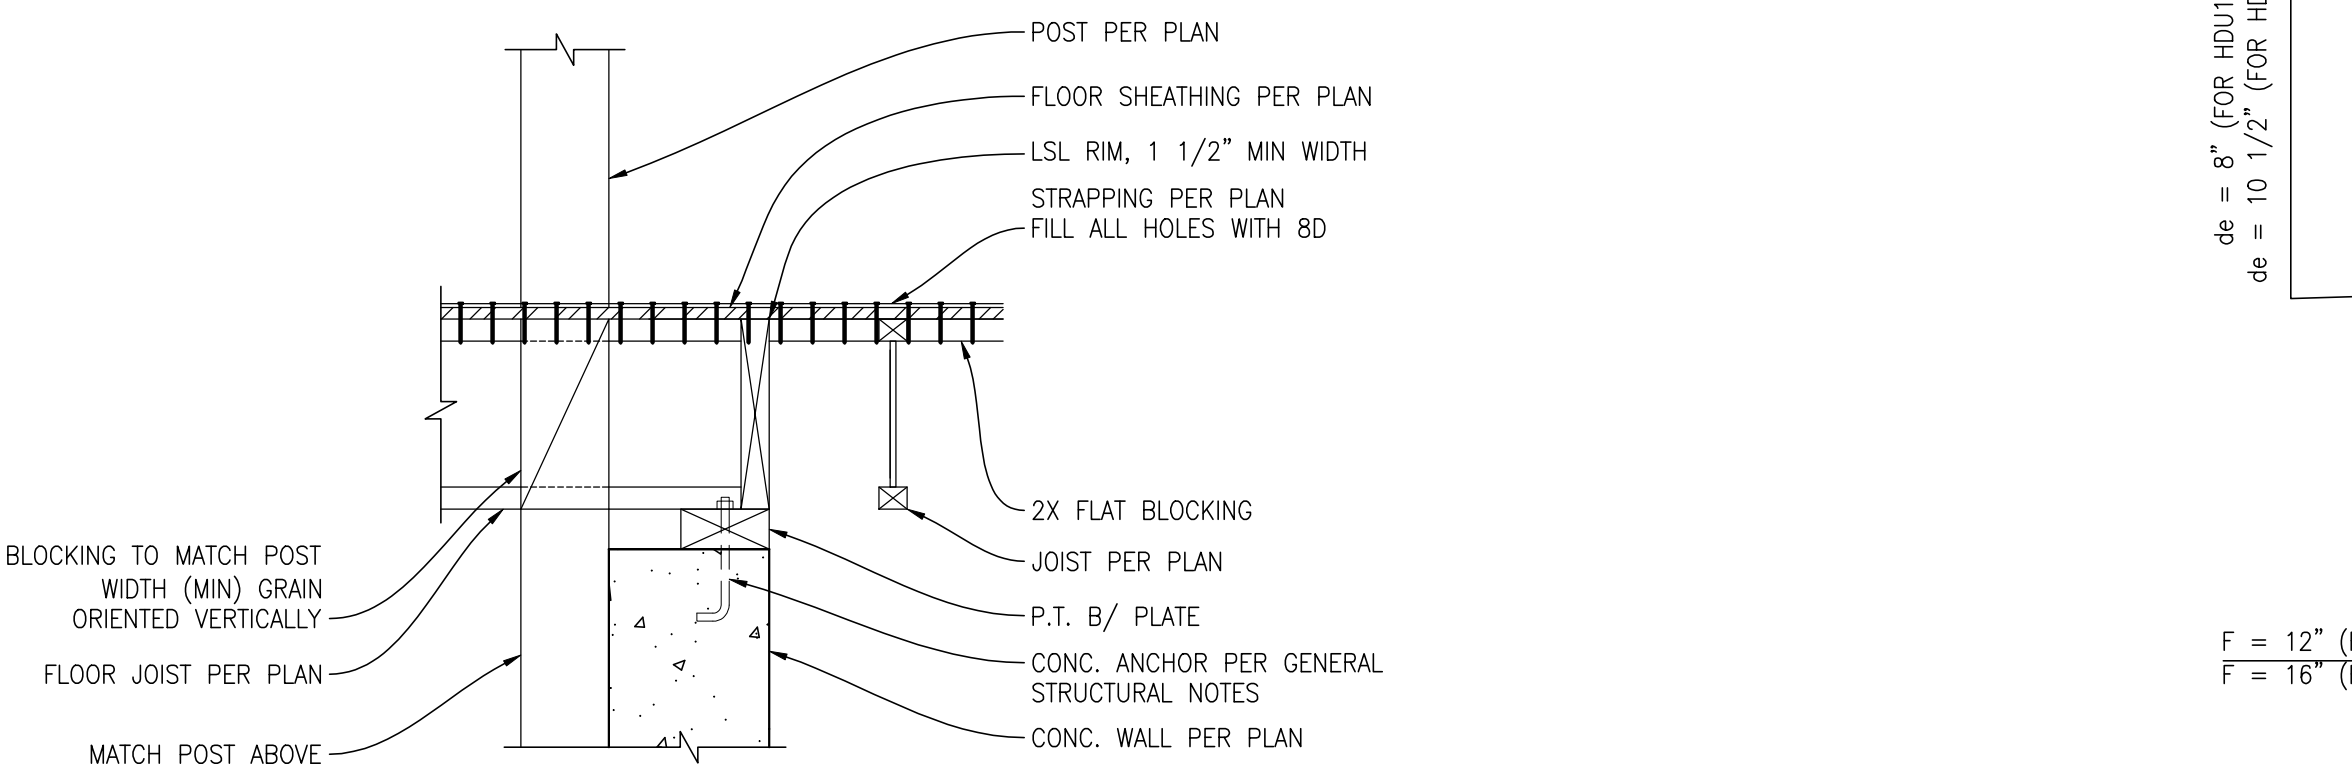 POST PER PLAN
FLOOR SHEATHING PER PLAN
LSL RIM, 1 1/2” MIN WIDTH
STRAPPING PER PLAN
FILL ALL HOLES WITH 8D
2X FLAT BLOCKING
JOIST PER PLAN
P.T. B/ PLATE
CONC. ANCHOR PER GENERAL
STRUCTURAL NOTES
CONC. WALL PER PLAN
BLOCKING TO MATCH POST
WIDTH (MIN) GRAIN
ORIENTED VERTICALLY
FLOOR JOIST PER PLAN
MATCH POST ABOVE
de = 8” (FOR HDU1
de = 10 1/2” (FOR
F = 12”
F = 16”